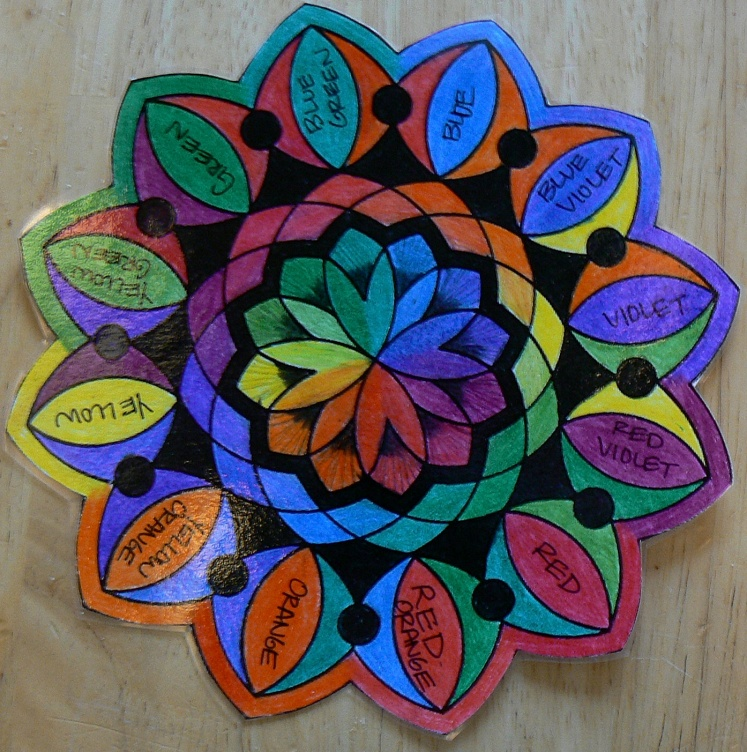 BLUE
GREEN
BLUE
BLUE
VIOLET
VIOLET
RED
VIOLET
RED
RED
ORANGE
ORANGE
YELLOW
ORANGE
YELLOW
YELLOW
GREEN
GREEN